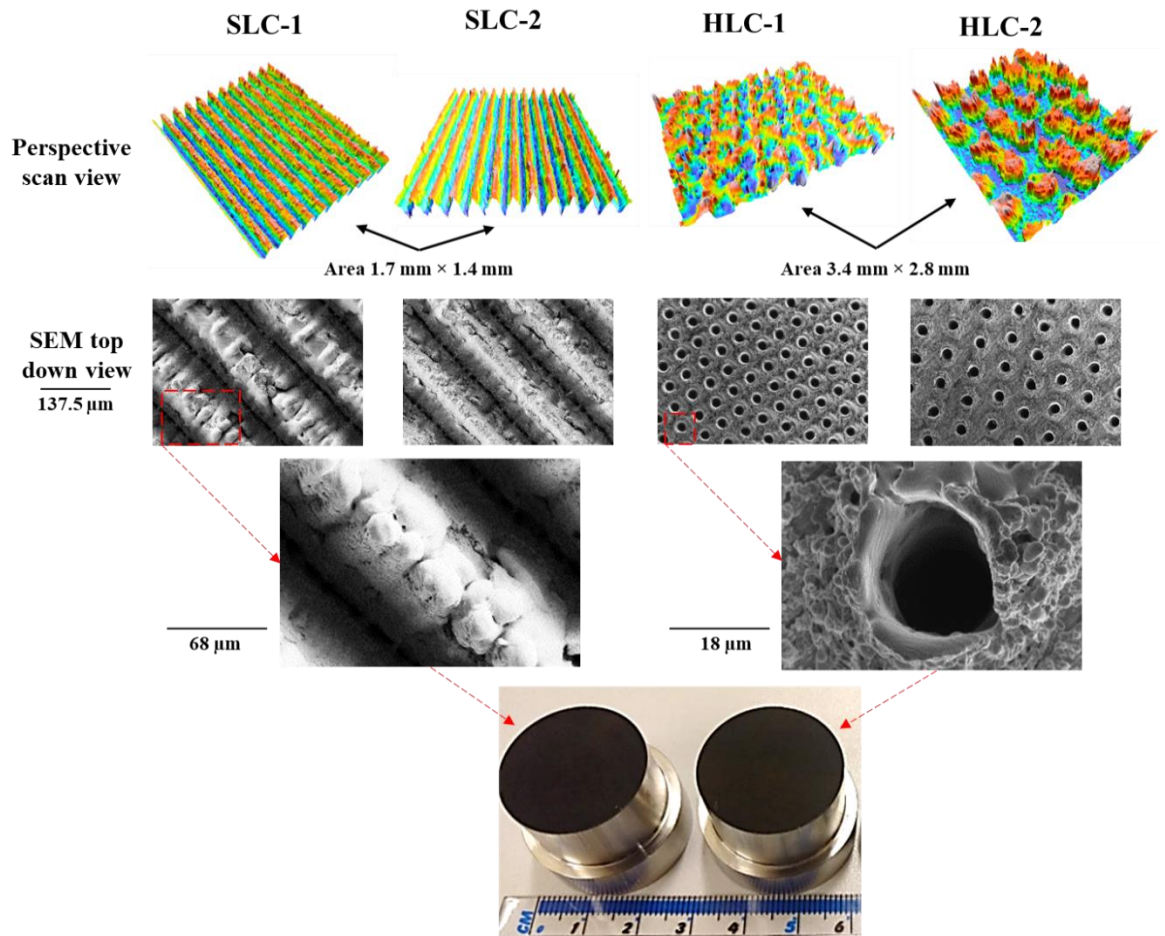 SLC-1
SLC-2
HLC-1
HLC-2
Perspective
scan view
Area 1.7 mm × 1.4 mm
Area 3.4 mm × 2.8 mm
SEM top
down view
137.5 µm
68 µm
18 µm
CM 0 1 2 3 4 5 6